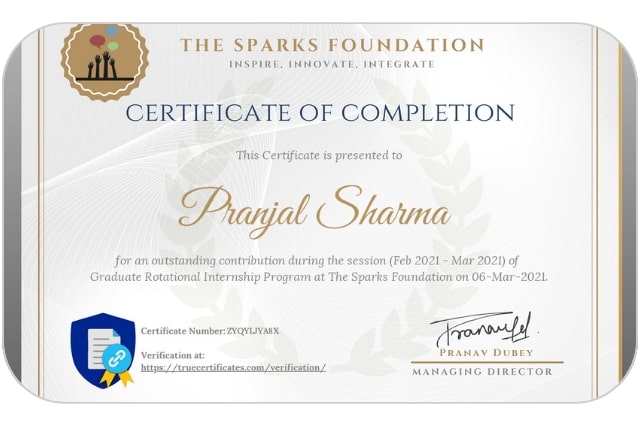 THE SPARKS FOUNDATION
INSPIRE, INNOVATE, INTEGRATE
CERTIFICATE OF COMPLETION
This Certificate is presented to
Pranjal Sharma
for an outstanding contribution during the session (Feb 2021 - Mar 2021) of
Graduate Rotational Internship Program at The Sparks Foundation on 06-Mar-2021.
Certificate Number: ZYQYLJYA8X
Verification at:
https://truecertificates.com/verification/
PRANAV DUBEY
MANAGING DIRECTOR